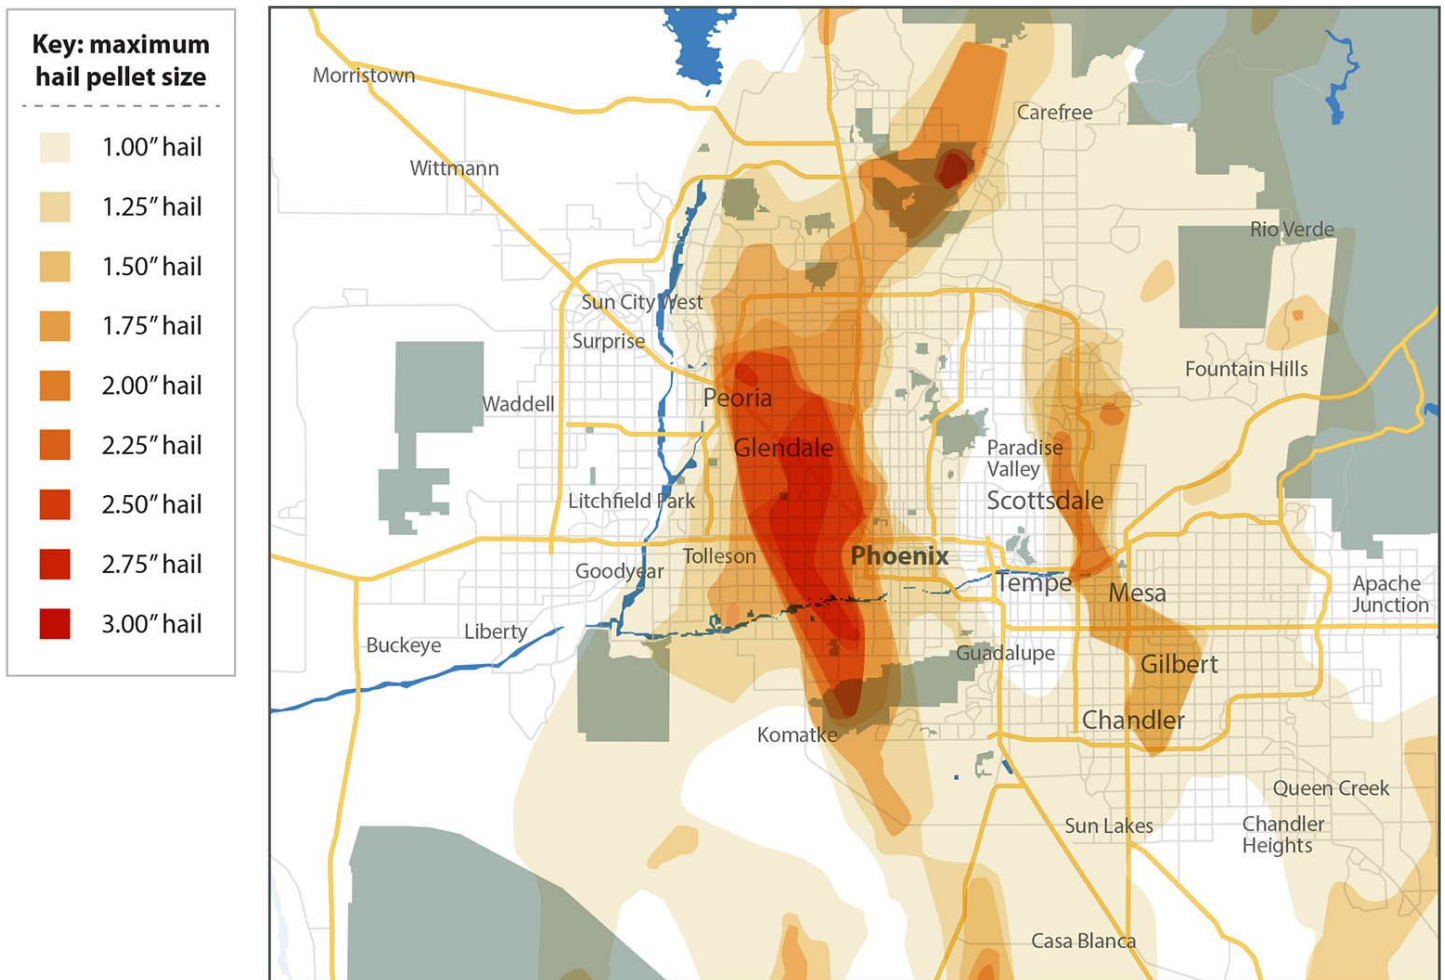 Key: maximum
hail pellet size
1.00″ hail
1.25″ hail
1.50″ hail
1.75″ hail
2.00″ hail
2.25″ hail
2.50″ hail
2.75″ hail
3.00″ hail
Morristown
Carefree
Wittmann
Rio Verde
Sun City West
Surprise
Fountain Hills
Peoria
Waddell
Glendale
Paradise
Valley
Litchfield Park
Scottsdale
Tolleson
Phoenix
Goodyear
Tempe
Mesa
Apache
Junction
Liberty
Buckeye
Guadalupe
Gilbert
Chandler
Komatke
Queen Creek
Sun Lakes
Chandler
Heights
Casa Blanca